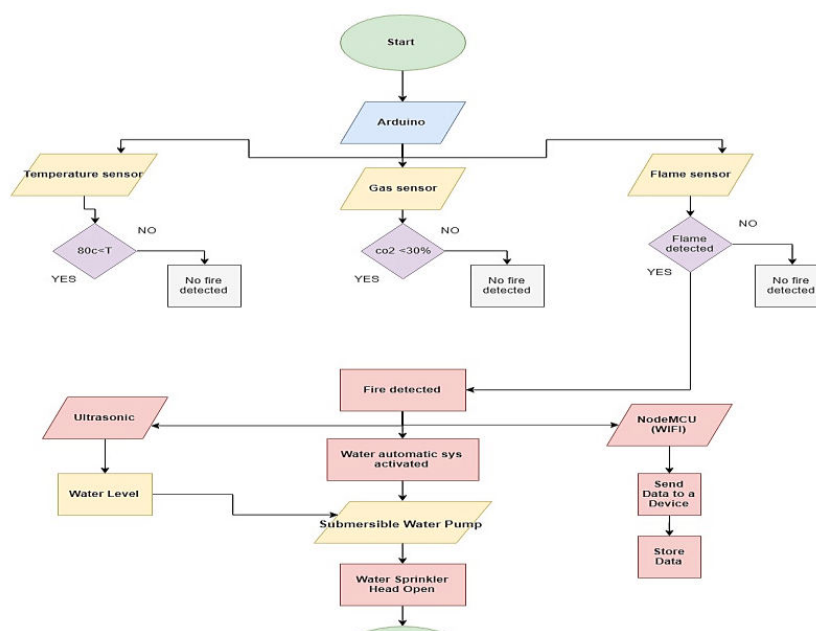 Start
Arduino
Temperature sensor
Gas sensor
Flame sensor
80c<T
NO
YES
No fire
detected
co2 <30%
NO
YES
No fire
detected
Flame
detected
NO
YES
No fire
detected
Fire detected
Ultrasonic
Water automatic sys
activated
NodeMCU
(WIFI)
Water Level
Submersible Water Pump
Send
Data to a
Device
Store
Data
Water Sprinkler
Head Open